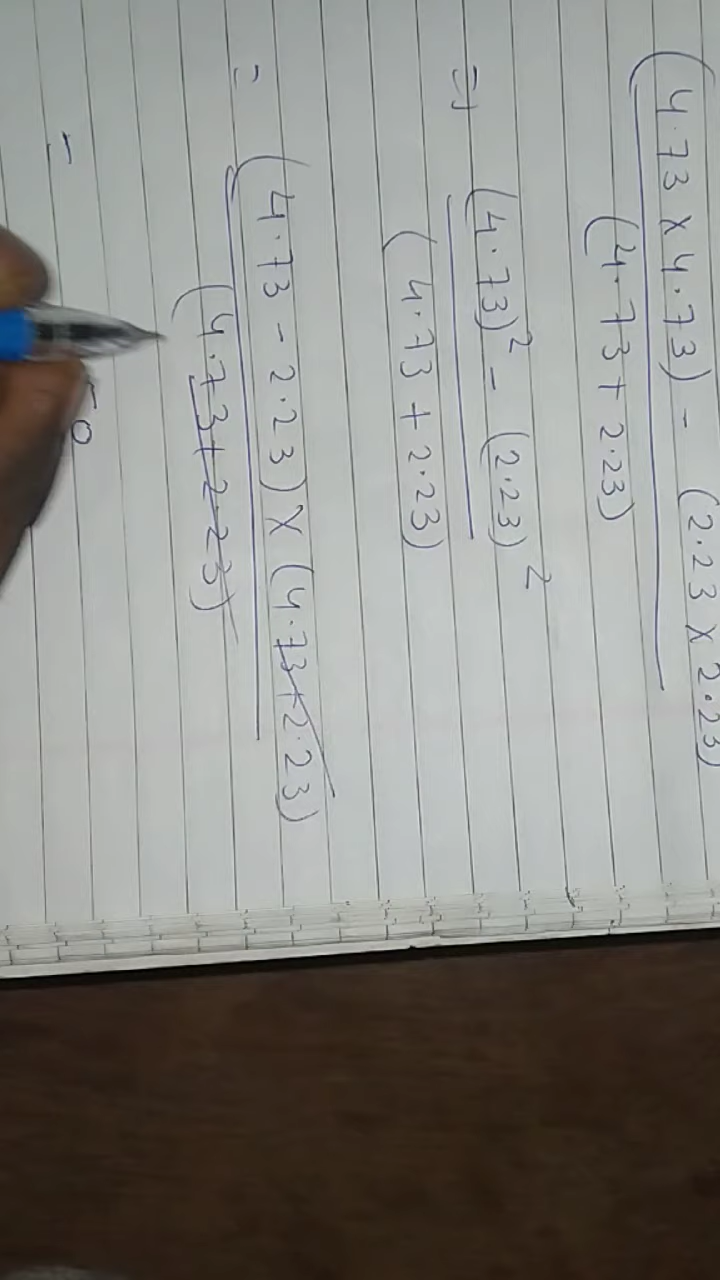 (4.73 x 4.73) - (2.23 x 2.23)
(4.73 + 2.23)
=> (4.73)² - (2.23)²
(4.73 + 2.23)
= (4.73 - 2.23) X (4.73+2.23)
(4.73+2.23)
=